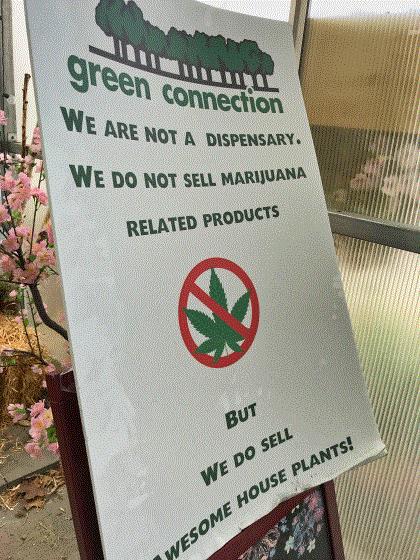 green connection
WE ARE NOT A DISPENSARY.
WE DO NOT SELL MARIJUANA
RELATED PRODUCTS
BUT
WE DO SELL
AWESOME HOUSE PLANTS!